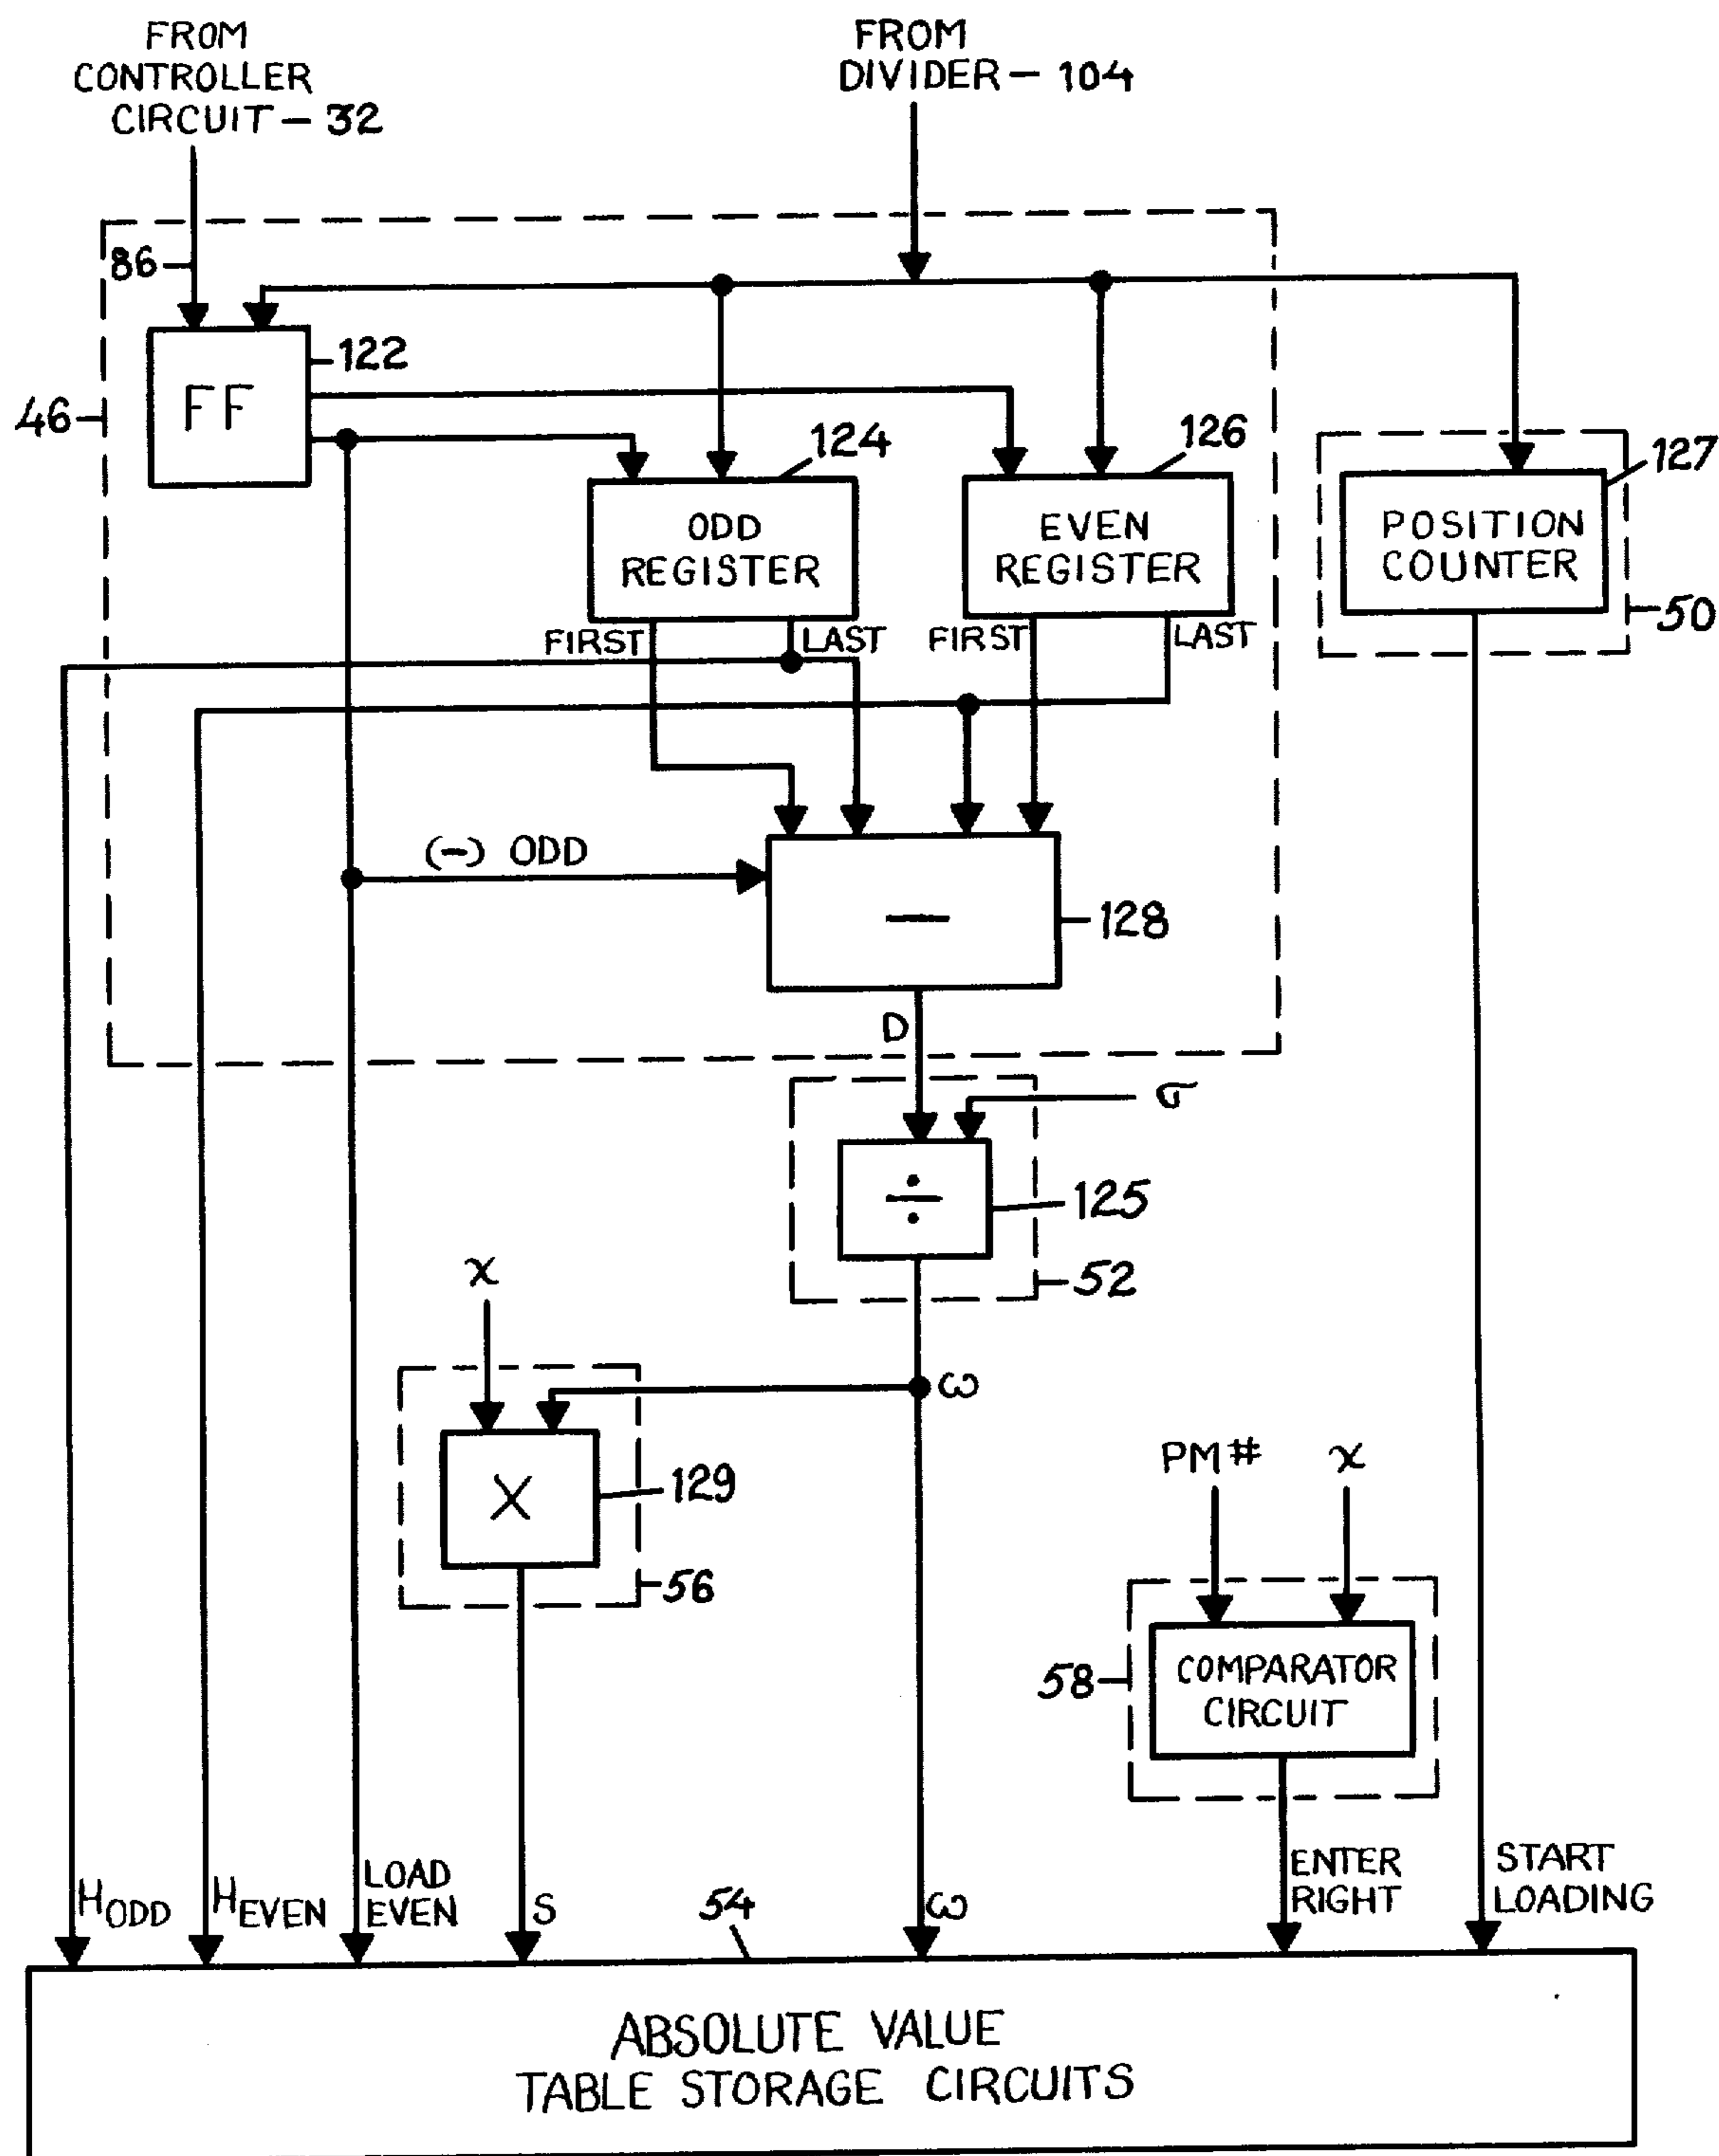 FROM
CONTROLLER
CIRCUIT – 32
FROM
DIVIDER – 104
86
FF
122
46
124
126
127
ODD
REGISTER
EVEN
REGISTER
POSITION
COUNTER
50
FIRST
LAST
FIRST
LAST
(–) ODD
–
128
D
σ
÷
125
52
x
ω
X
129
56
PM #
x
58
COMPARATOR
CIRCUIT
H ODD
H EVEN
LOAD
EVEN
S
54
ω
ENTER
RIGHT
START
LOADING
ABSOLUTE VALUE
TABLE STORAGE CIRCUITS